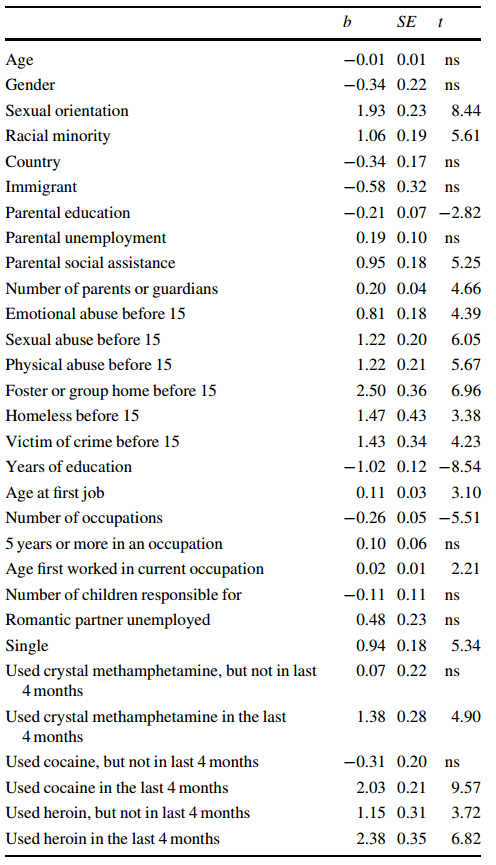 b SE t
Age −0.01 0.01 ns
Gender −0.34 0.22 ns
Sexual orientation 1.93 0.23 8.44
Racial minority 1.06 0.19 5.61
Country −0.34 0.17 ns
Immigrant −0.58 0.32 ns
Parental education −0.21 0.07 −2.82
Parental unemployment 0.19 0.10 ns
Parental social assistance 0.95 0.18 5.25
Number of parents or guardians 0.20 0.04 4.66
Emotional abuse before 15 0.81 0.18 4.39
Sexual abuse before 15 1.22 0.20 6.05
Physical abuse before 15 1.22 0.21 5.67
Foster or group home before 15 2.50 0.36 6.96
Homeless before 15 1.47 0.43 3.38
Victim of crime before 15 1.43 0.34 4.23
Years of education −1.02 0.12 −8.54
Age at first job 0.11 0.03 3.10
Number of occupations −0.26 0.05 −5.51
5 years or more in an occupation 0.10 0.06 ns
Age first worked in current occupation 0.02 0.01 2.21
Number of children responsible for −0.11 0.11 ns
Romantic partner unemployed 0.48 0.23 ns
Single 0.94 0.18 5.34
Used crystal methamphetamine, but not in last 0.07 0.22 ns
4 months
Used crystal methamphetamine in the last 1.38 0.28 4.90
4 months
Used cocaine, but not in last 4 months −0.31 0.20 ns
Used cocaine in the last 4 months 2.03 0.21 9.57
Used heroin, but not in last 4 months 1.15 0.31 3.72
Used heroin in the last 4 months 2.38 0.35 6.82